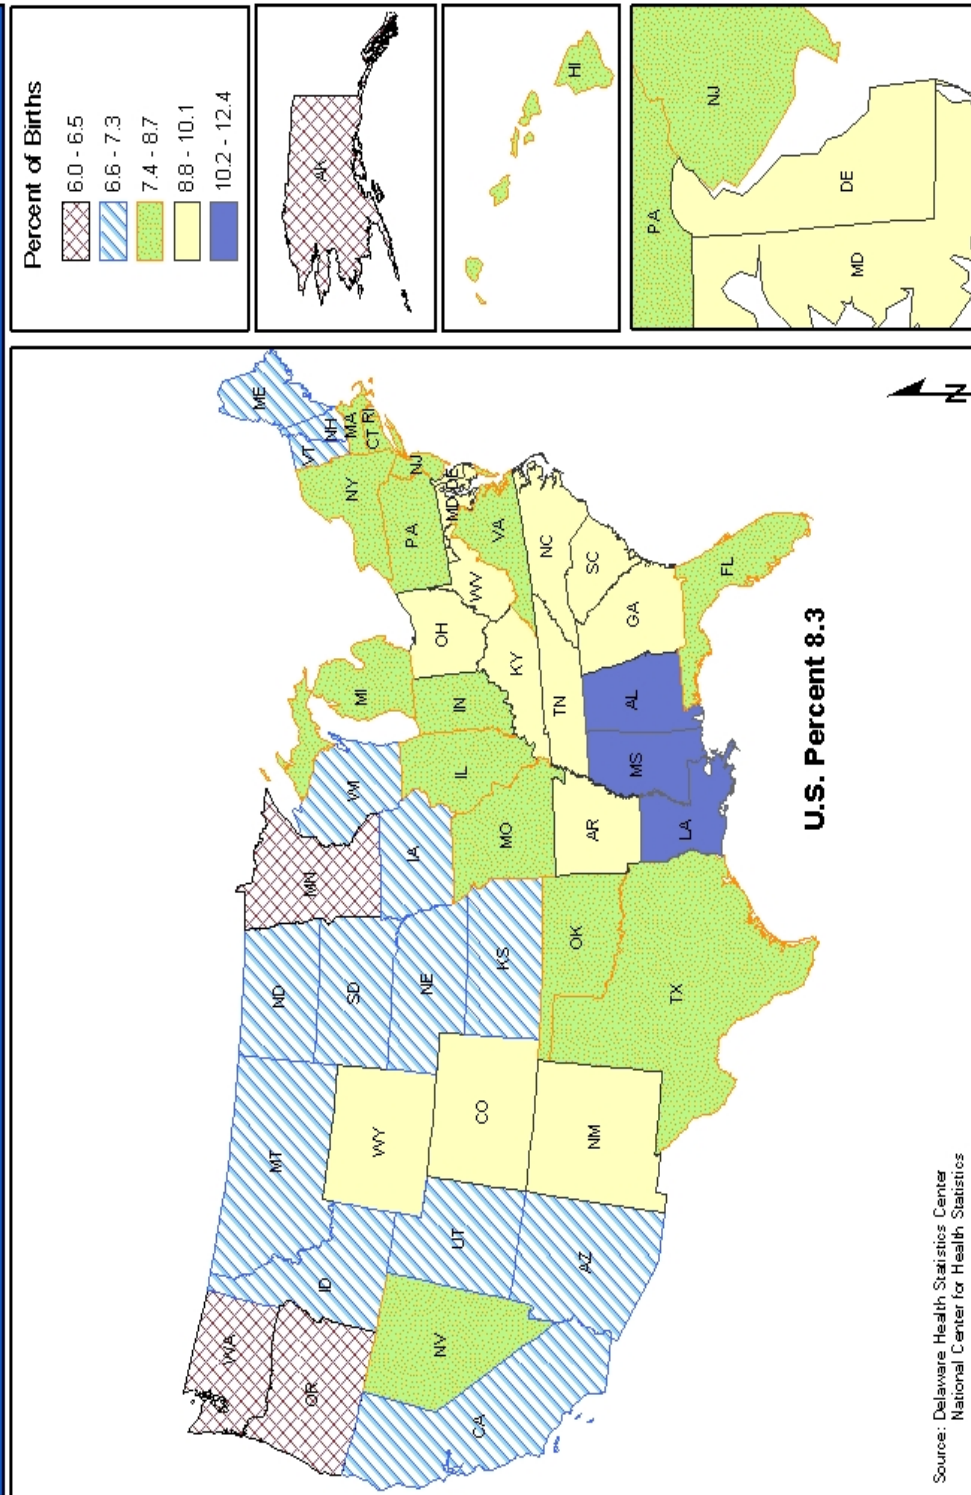 Percent of Births
6.0 - 6.5
6.6 - 7.3
7.4 - 8.7
8.8 - 10.1
10.2 - 12.4
AK
HI
PA
NJ
MD
DE
WA
OR
CA
NV
ID
MT
WY
UT
AZ
CO
NM
ND
SD
NE
KS
OK
TX
MN
IA
MO
AR
LA
WI
IL
MI
IN
OH
KY
TN
MS
AL
GA
FL
SC
NC
VA
WV
MD
DE
PA
NJ
NY
CT
RI
MA
VT
NH
ME
U.S. Percent 8.3
N
Source: Delaware Health Statistics Center
National Center for Health Statistics